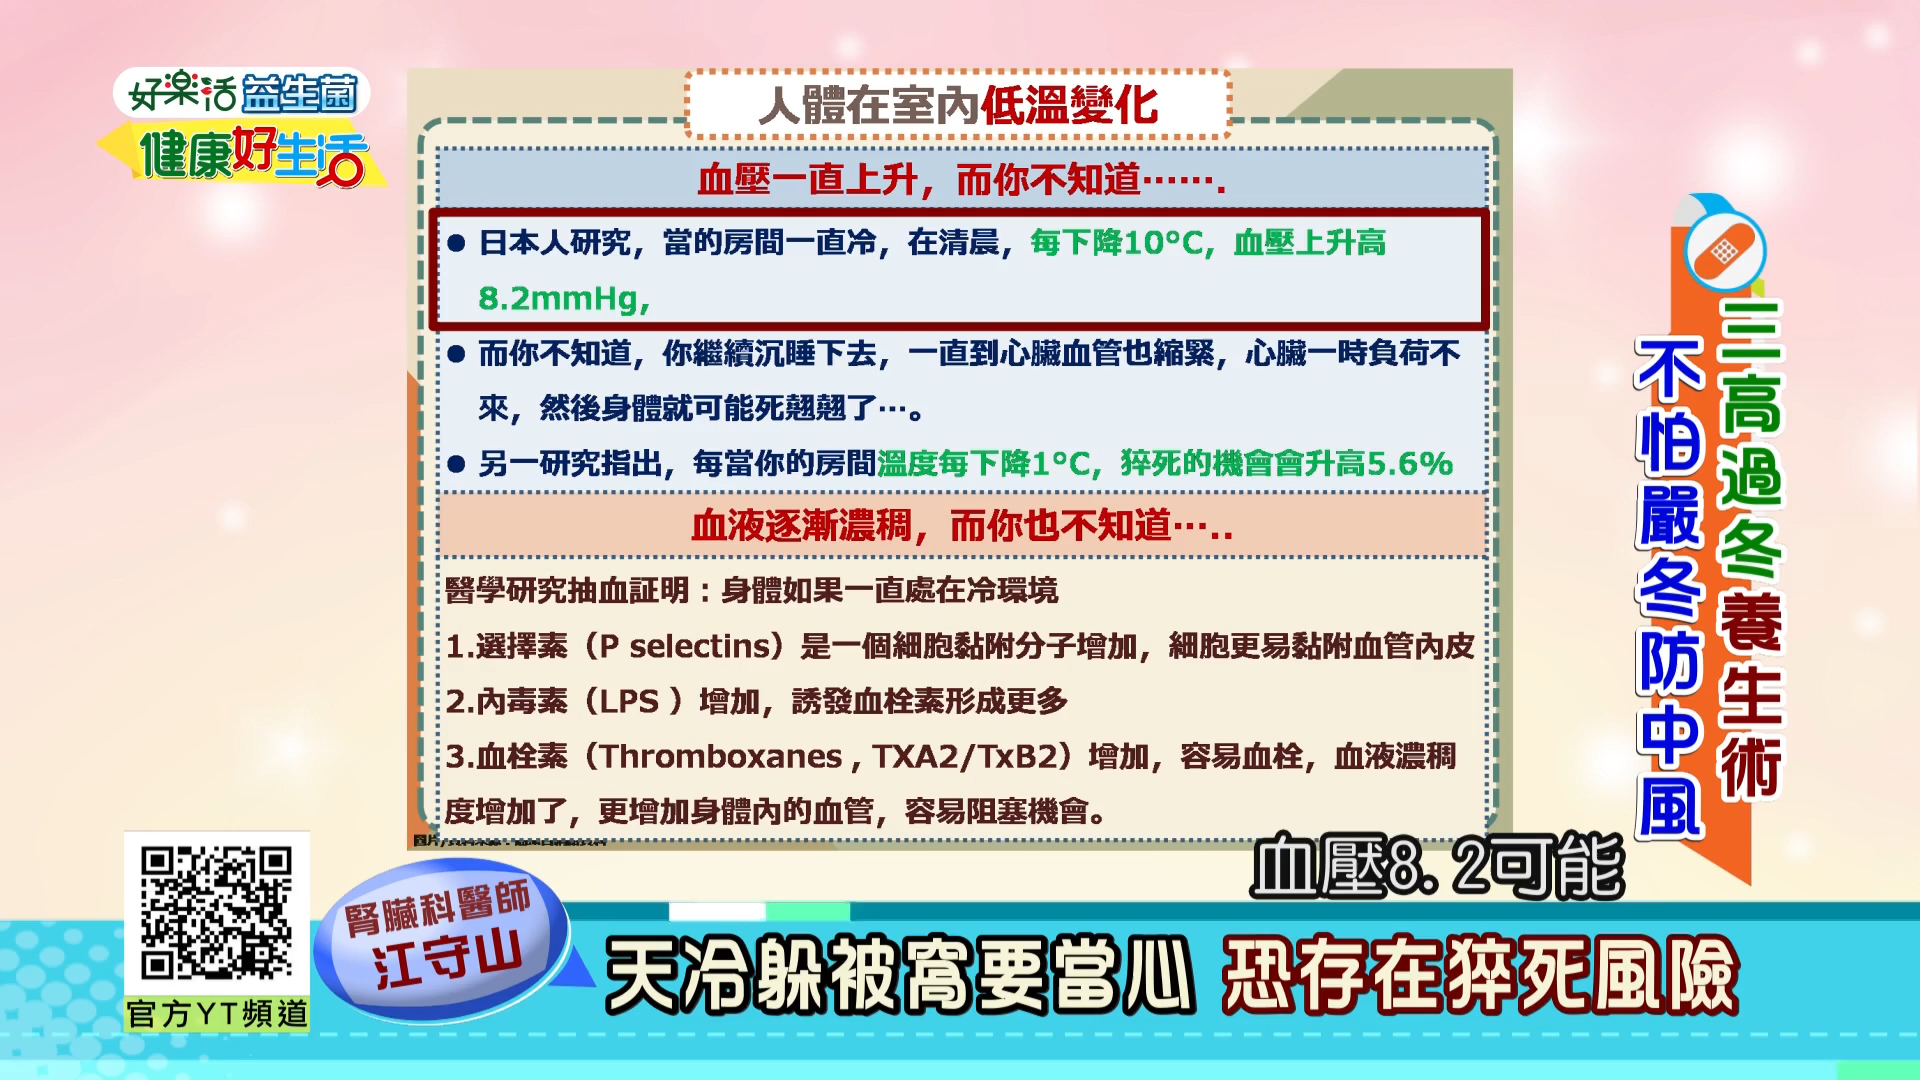 好楽活益生菌
健康好生活
人體在室內低溫變化
血壓一直上升，而你不知道…….
● 日本人研究，當的房間一直冷，在清晨，每下降10°C，血壓上升高
8.2mmHg，
● 而你不知道，你繼續沉睡下去，一直到心臟血管也縮緊，心臟一時負荷不
來，然後身體就可能死翹翹了…。
● 另一研究指出，每當你的房間溫度每下降1°C，猝死的機會會升高5.6%
血液逐漸濃稠，而你也不知道…..
醫學研究抽血証明：身體如果一直處在冷環境
1.選擇素（P selectins）是一個細胞黏附分子增加，細胞更易黏附血管內皮
2.內毒素（LPS ）增加，誘發血栓素形成更多
3.血栓素（Thromboxanes , TXA2/TxB2）增加，容易血栓，血液濃稠
度增加了，更增加身體內的血管，容易阻塞機會。
三高過冬養生術
不怕嚴冬防中風
血壓8.2可能
腎臟科醫師
江守山
天冷躲被窩要當心 恐存在猝死風險
官方YT頻道